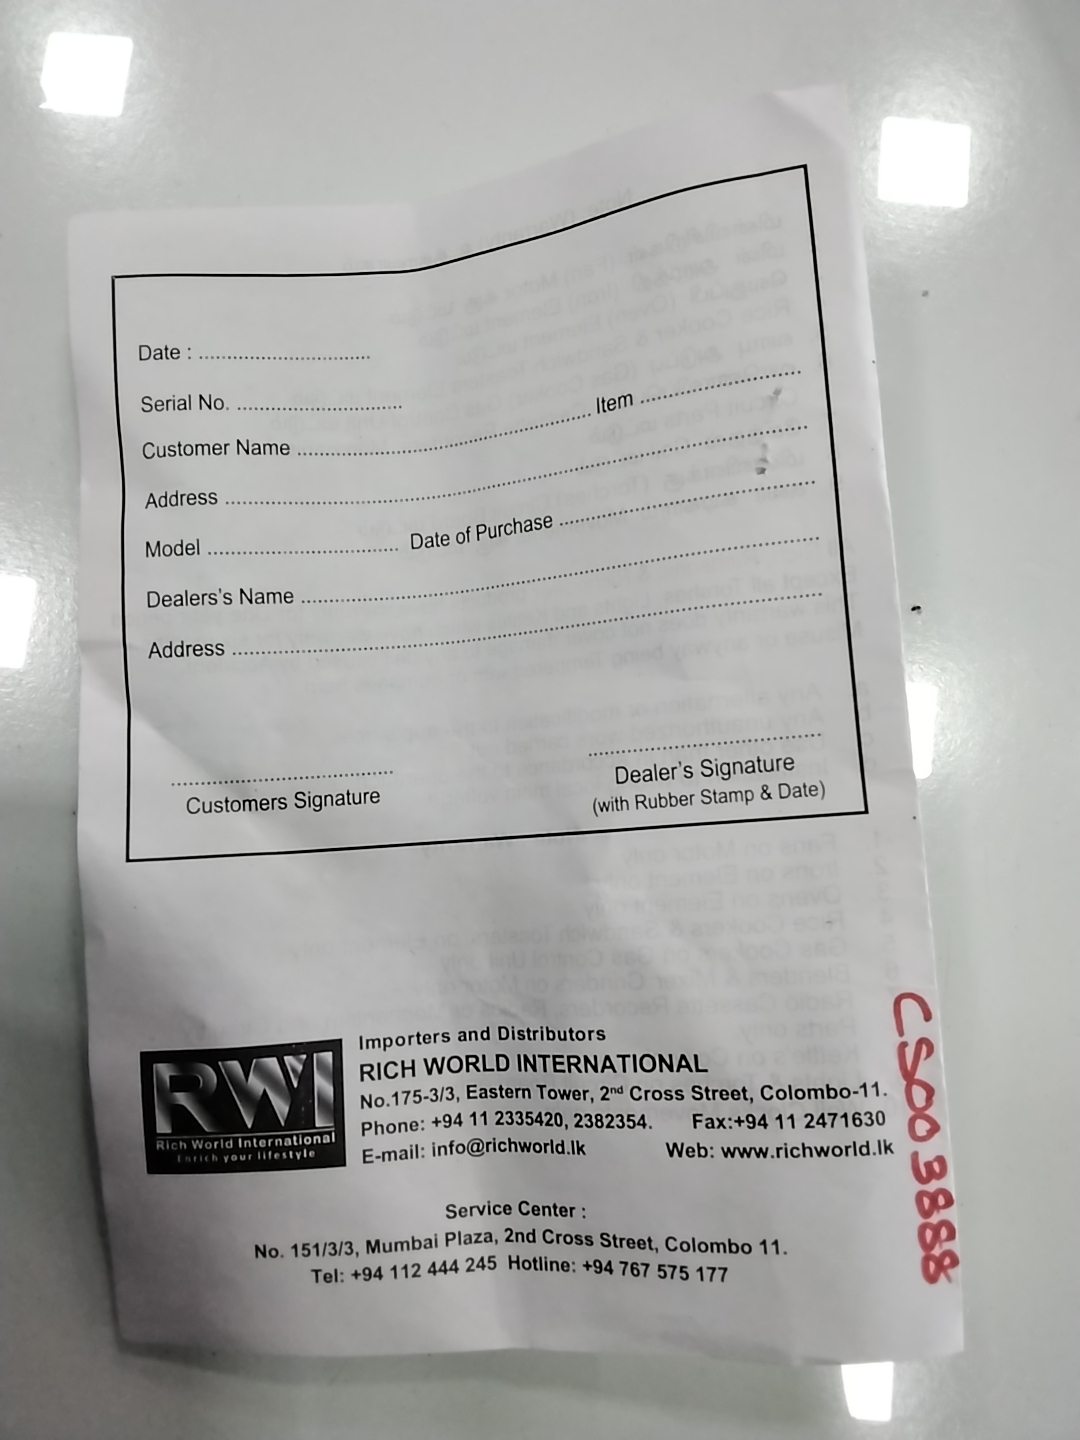 Date : ..............................
Serial No. .............................
Customer Name ...................................................... Item .............................
Address ......................................................................................................
Model ................................. Date of Purchase .............................................
Dealers's Name .........................................................................................
Address ......................................................................................................
....................................... .........................................
Customers Signature Dealer's Signature
(with Rubber Stamp & Date)
Importers and Distributors
RICH WORLD INTERNATIONAL
No.175-3/3, Eastern Tower, 2nd Cross Street, Colombo-11.
Phone: +94 11 2335420, 2382354. Fax:+94 11 2471630
E-mail: info@richworld.lk Web: www.richworld.lk
RWI
Rich World International
Enrich your lifestyle
Service Center :
No. 151/3/3, Mumbai Plaza, 2nd Cross Street, Colombo 11.
Tel: +94 112 444 245 Hotline: +94 767 575 177
CS003888